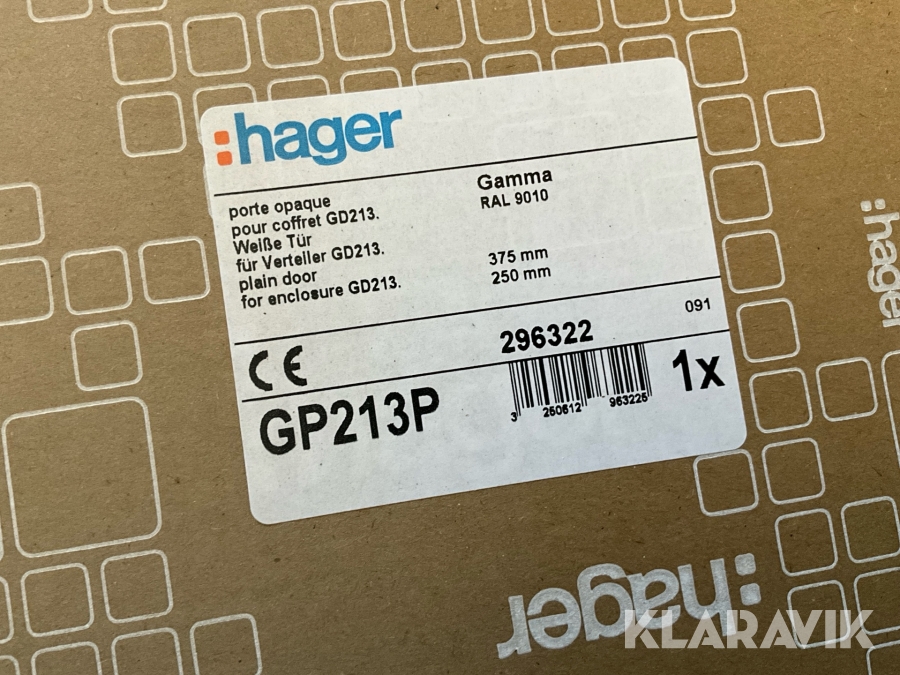 :hager
porte opaque
pour coffret GD213.
Weiße Tür
für Verteller GD213.
plain door
for enclosure GD213.
Gamma
RAL 9010
375 mm
250 mm
091
CE
296322
3 250612 963225
1x
GP213P
:hager
:hager
KLARAVIK